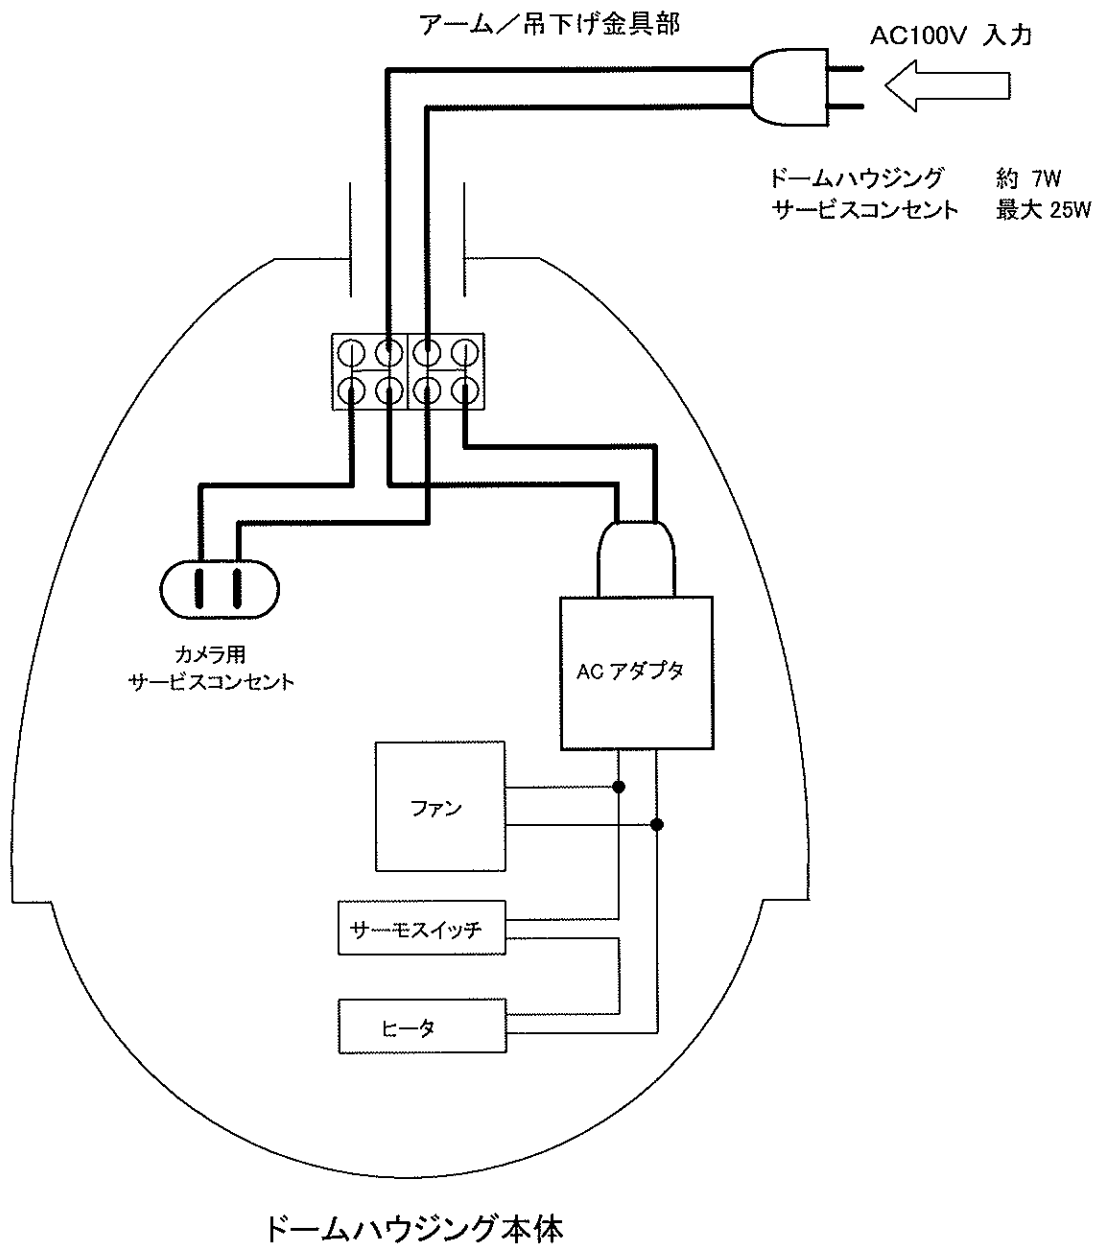 アーム／吊下げ金具部
AC100V 入力
ドームハウジング 約 7W
サービスコンセント 最大 25W
カメラ用
サービスコンセント
AC アダプタ
ファン
サーモスイッチ
ヒータ
ドームハウジング本体